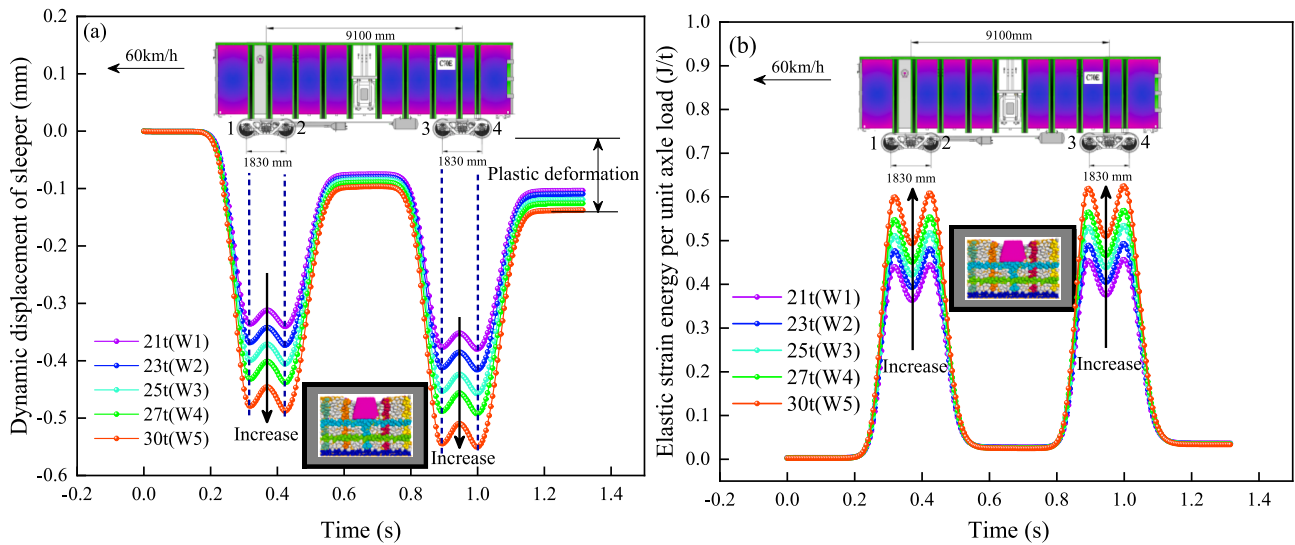 (a)
9100 mm
60km/h
C70E
1
2
3
4
1830 mm
1830 mm
Plastic deformation
Increase
Increase
21t(W1)
23t(W2)
25t(W3)
27t(W4)
30t(W5)
Dynamic displacement of sleeper (mm)
0.2
0.1
0.0
-0.1
-0.2
-0.3
-0.4
-0.5
-0.6
-0.2
0.0
0.2
0.4
0.6
0.8
1.0
1.2
1.4
Time (s)
(b)
9100mm
60km/h
C70E
1
2
3
4
1830 mm
1830 mm
Increase
Increase
21t(W1)
23t(W2)
25t(W3)
27t(W4)
30t(W5)
Elastic strain energy per unit axle load (J/t)
1.0
0.9
0.8
0.7
0.6
0.5
0.4
0.3
0.2
0.1
0.0
-0.2
0.0
0.2
0.4
0.6
0.8
1.0
1.2
1.4
Time (s)